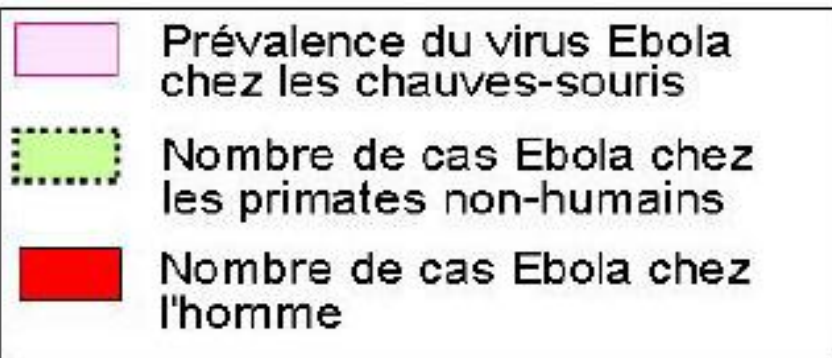 Prévalence du virus Ebola
chez les chauves-souris
Nombre de cas Ebola chez
les primates non-humains
Nombre de cas Ebola chez
l'homme